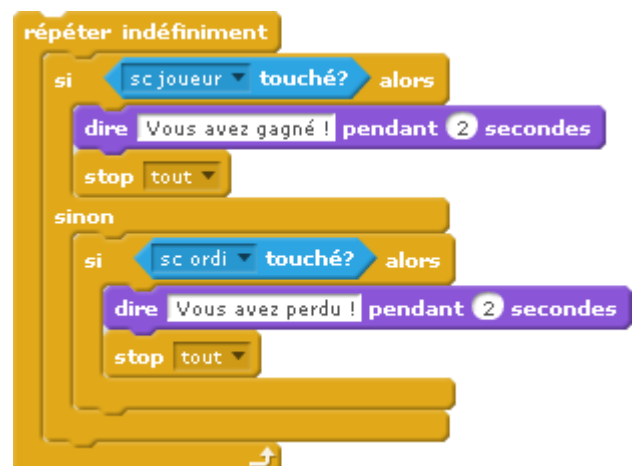 répéter indéfiniment
si sc joueur touché? alors
dire Vous avez gagné ! pendant 2 secondes
stop tout
sinon
si sc ordi touché? alors
dire Vous avez perdu ! pendant 2 secondes
stop tout